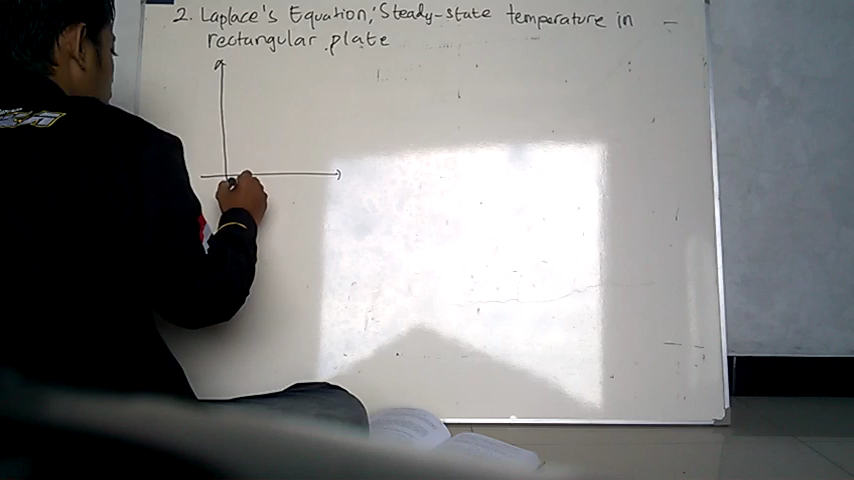 2. Laplace's Equation, Steady-state temperature in
rectangular plate